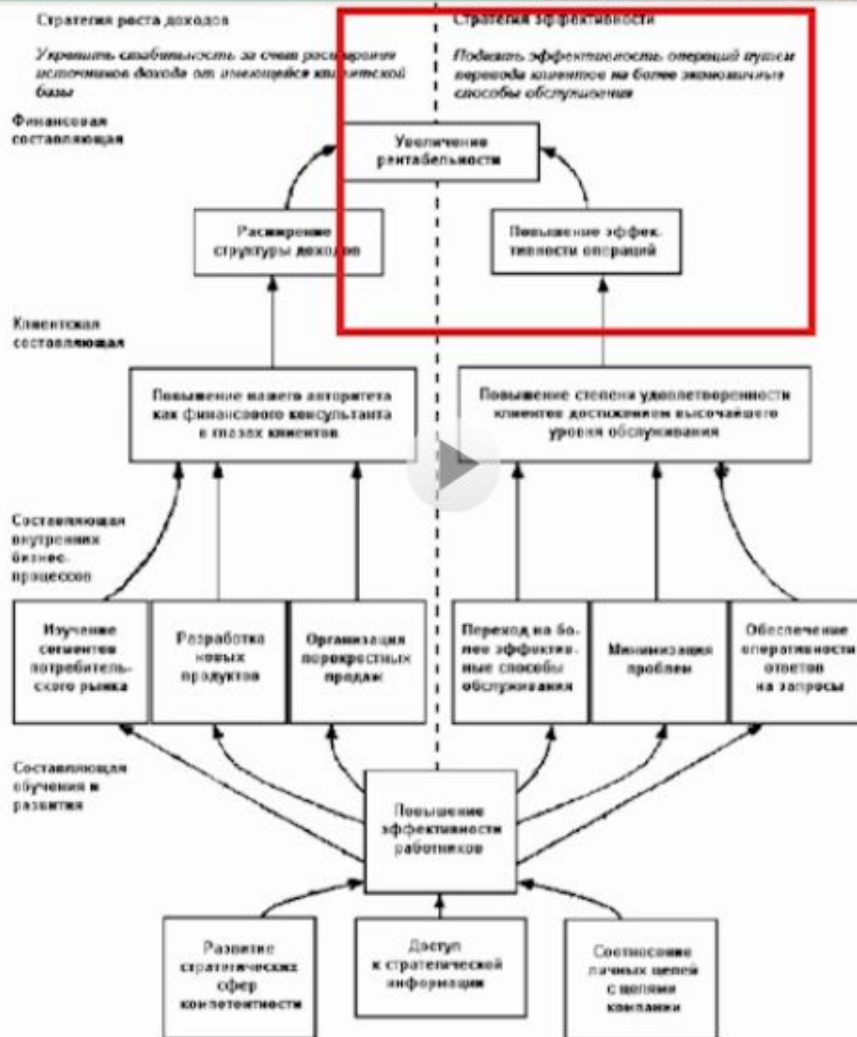 Стратегия роста доходов
Стратегия эффективности
Укрепить стабильность за счет расширения
источников дохода от имеющейся клиентской
базы
Поднять эффективность операций путем
перевода клиентов на более экономичные
способы обслуживания
Финансовая
составляющая
Увеличение
рентабельности
Расширение
структуры доходов
Повышение эффек-
тивности операций
Клиентская
составляющая
Повышение нашего авторитета
как финансового консультанта
в глазах клиентов
Повышение степени удовлетворенности
клиентов достижением высочайшего
уровня обслуживания
Составляющая
внутренних
бизнес-
процессов
Изучение
сегментов
потребитель-
ского рынка
Разработка
новых
продуктов
Организация
перекрестных
продаж
Переход на бо-
лее эффектив-
ные способы
обслуживания
Минимизация
проблем
Обеспечение
оперативности
ответов
на запросы
Составляющая
обучения и
развития
Повышение
эффективности
работников
Развитие
стратегических
сфер
компетентности
Доступ
к стратегической
информации
Соотнесение
личных целей
с целями
компании